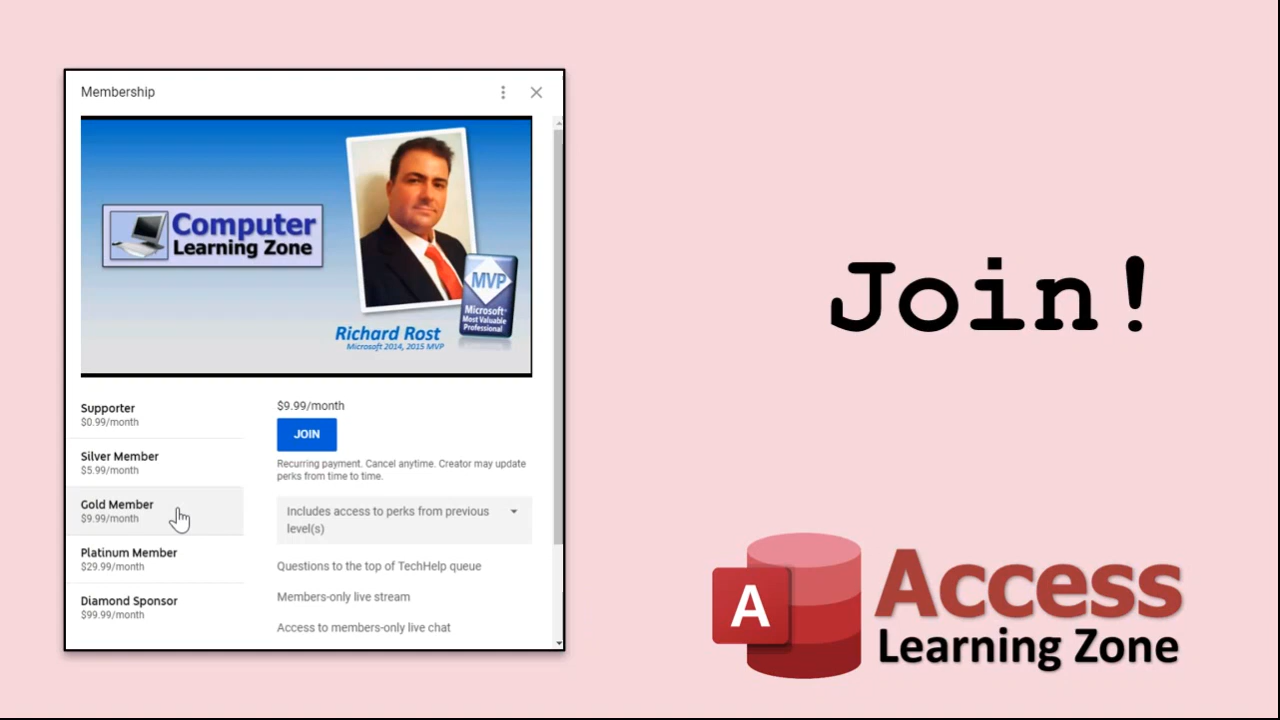 Membership
Computer
Learning Zone
MVP
Microsoft®
Most Valuable
Professional
Richard Rost
Microsoft 2014, 2015 MVP
Supporter
$0.99/month
Silver Member
$5.99/month
Gold Member
$9.99/month
Platinum Member
$29.99/month
Diamond Sponsor
$99.99/month
$9.99/month
JOIN
Recurring payment. Cancel anytime. Creator may update
perks from time to time.
Includes access to perks from previous
level(s)
Questions to the top of TechHelp queue
Members-only live stream
Access to members-only live chat
Join!
A
Access
Learning Zone